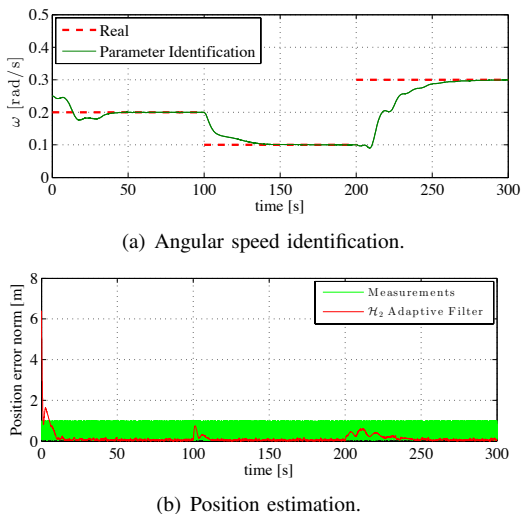 0.5
0.4
0.3
0.2
0.1
0
ω [rad/s]
Real
Parameter Identification
0 50 100 150 200 250 300
time [s]
(a) Angular speed identification.
8
6
4
2
0
Position error norm [m]
Measurements
ℋ₂ Adaptive Filter
0 50 100 150 200 250 300
time [s]
(b) Position estimation.